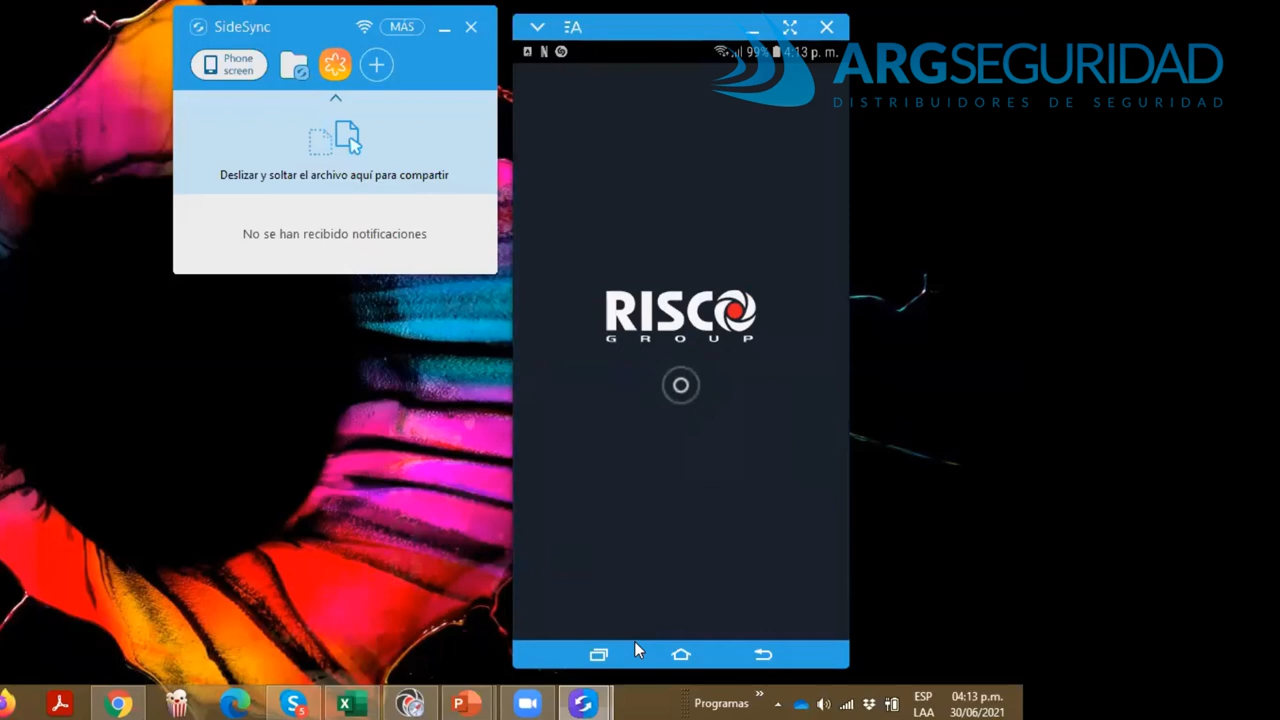 SideSync
MÁS
Phone
screen
Deslizar y soltar el archivo aquí para compartir
No se han recibido notificaciones
99% 4:13 p. m.
ARGSEGURIDAD
DISTRIBUIDORES DE SEGURIDAD
RISCO
GROUP
Programas
ESP
LAA
04:13 p.m.
30/06/2021